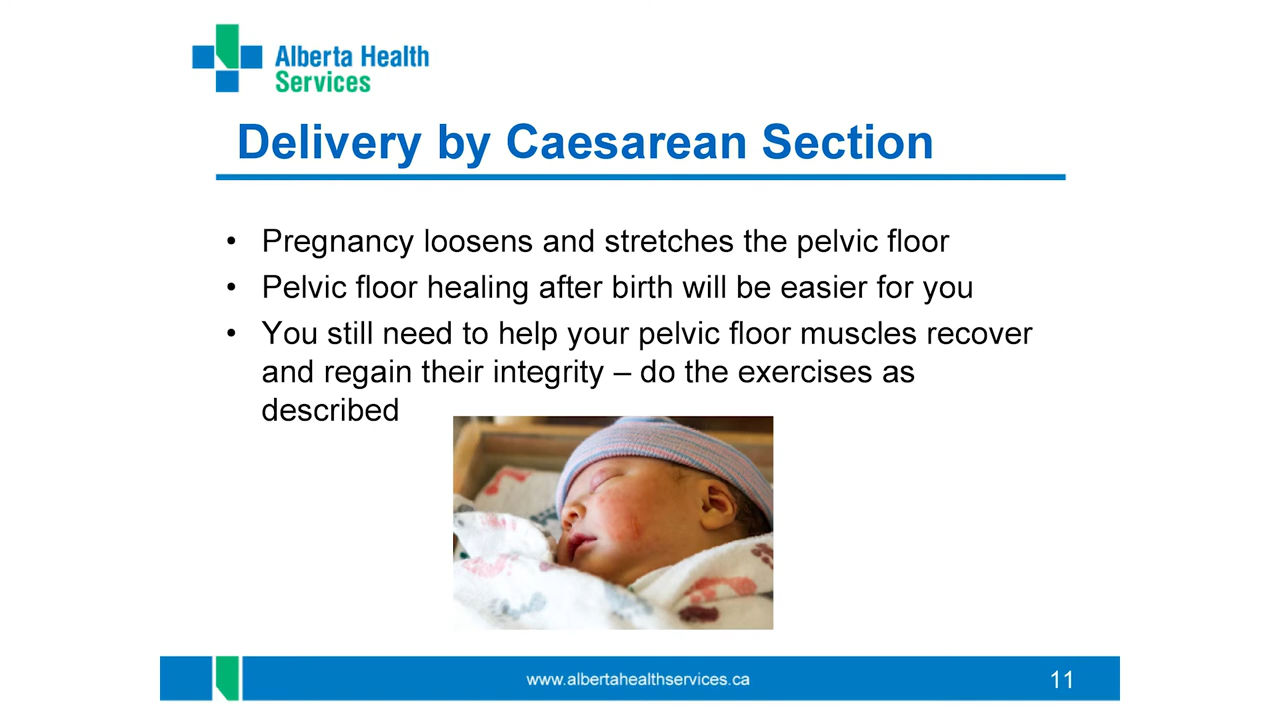 Alberta Health
Services
Delivery by Caesarean Section
• Pregnancy loosens and stretches the pelvic floor
• Pelvic floor healing after birth will be easier for you
• You still need to help your pelvic floor muscles recover
and regain their integrity – do the exercises as
described
www.albertahealthservices.ca
11